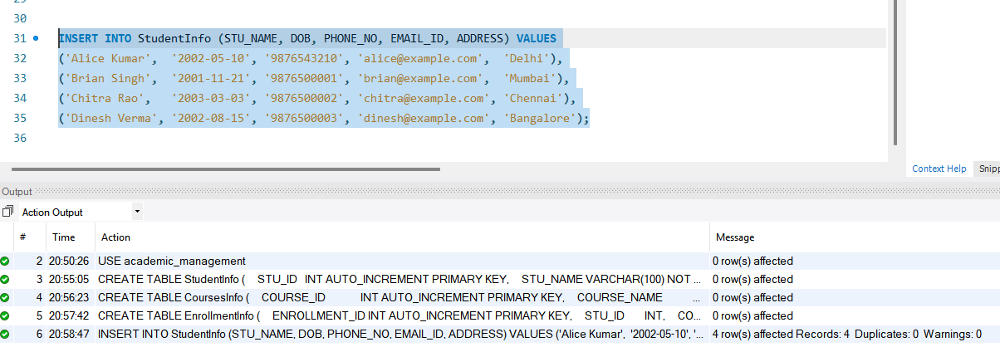 30
31 INSERT INTO StudentInfo (STU_NAME, DOB, PHONE_NO, EMAIL_ID, ADDRESS) VALUES
32 ('Alice Kumar', '2002-05-10', '9876543210', 'alice@example.com', 'Delhi'),
33 ('Brian Singh', '2001-11-21', '9876500001', 'brian@example.com', 'Mumbai'),
34 ('Chitra Rao', '2003-03-03', '9876500002', 'chitra@example.com', 'Chennai'),
35 ('Dinesh Verma', '2002-08-15', '9876500003', 'dinesh@example.com', 'Bangalore');
36
Context Help Snipp
Output
Action Output
# Time Action Message
2 20:50:26 USE academic_management 0 row(s) affected
3 20:55:05 CREATE TABLE StudentInfo ( STU_ID INT AUTO_INCREMENT PRIMARY KEY, STU_NAME VARCHAR(100) NOT ... 0 row(s) affected
4 20:56:23 CREATE TABLE CoursesInfo ( COURSE_ID INT AUTO_INCREMENT PRIMARY KEY, COURSE_NAME ... 0 row(s) affected
5 20:57:42 CREATE TABLE EnrollmentInfo ( ENROLLMENT_ID INT AUTO_INCREMENT PRIMARY KEY, STU_ID INT, CO... 0 row(s) affected
6 20:58:47 INSERT INTO StudentInfo (STU_NAME, DOB, PHONE_NO, EMAIL_ID, ADDRESS) VALUES ('Alice Kumar', '2002-05-10', '... 4 row(s) affected Records: 4 Duplicates: 0 Warnings: 0